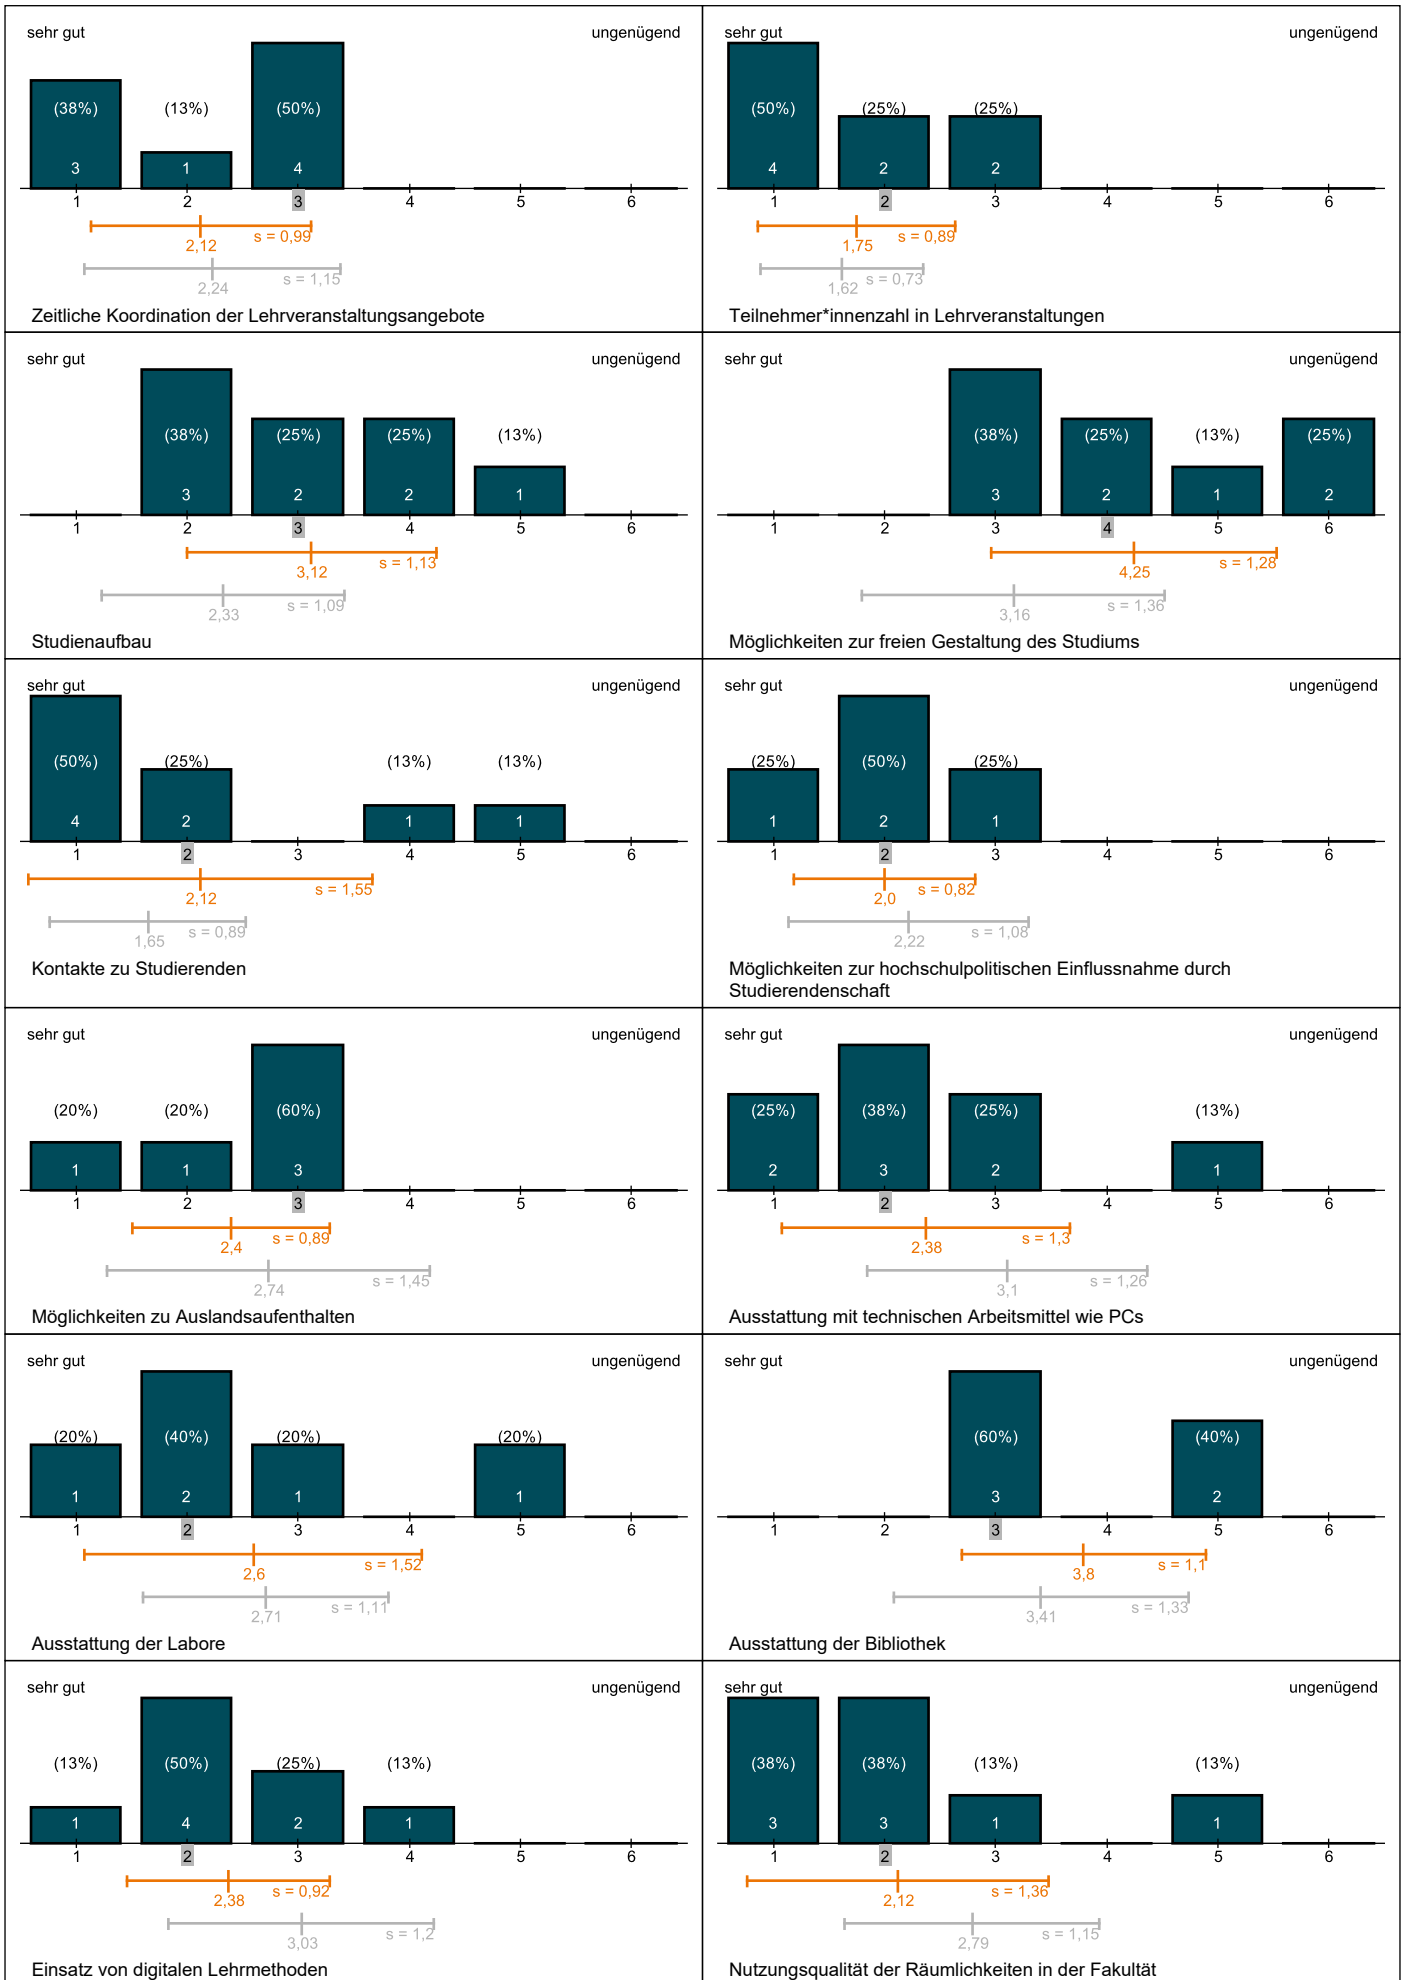 sehr gut ungenügend
(38%) (13%) (50%)
3 1 4
1 2 3 4 5 6
s = 0,99
2,12
s = 1,15
2,24
Zeitliche Koordination der Lehrveranstaltungsangebote
sehr gut ungenügend
(50%) (25%) (25%)
4 2 2
1 2 3 4 5 6
s = 0,89
1,75
s = 0,73
1,62
Teilnehmer*innenzahl in Lehrveranstaltungen
sehr gut ungenügend
(38%) (25%) (25%) (13%)
3 2 2 1
1 2 3 4 5 6
s = 1,13
3,12
s = 1,09
2,33
Studienaufbau
sehr gut ungenügend
(38%) (25%) (13%) (25%)
3 2 1 2
1 2 3 4 5 6
s = 1,28
4,25
s = 1,36
3,16
Möglichkeiten zur freien Gestaltung des Studiums
sehr gut ungenügend
(50%) (25%) (13%) (13%)
4 2 1 1
1 2 3 4 5 6
s = 1,55
2,12
s = 0,89
1,65
Kontakte zu Studierenden
sehr gut ungenügend
(25%) (50%) (25%)
1 2 1
1 2 3 4 5 6
s = 0,82
2,0
s = 1,08
2,22
Möglichkeiten zur hochschulpolitischen Einflussnahme durch
Studierendenschaft
sehr gut ungenügend
(20%) (20%) (60%)
1 1 3
1 2 3 4 5 6
s = 0,89
2,4
s = 1,45
2,74
Möglichkeiten zu Auslandsaufenthalten
sehr gut ungenügend
(25%) (38%) (25%) (13%)
2 3 2 1
1 2 3 4 5 6
s = 1,3
2,38
s = 1,26
3,1
Ausstattung mit technischen Arbeitsmittel wie PCs
sehr gut ungenügend
(20%) (40%) (20%) (20%)
1 2 1 1
1 2 3 4 5 6
s = 1,52
2,6
s = 1,11
2,71
Ausstattung der Labore
sehr gut ungenügend
(60%) (40%)
3 2
1 2 3 4 5 6
s = 1,1
3,8
s = 1,33
3,41
Ausstattung der Bibliothek
sehr gut ungenügend
(13%) (50%) (25%) (13%)
1 4 2 1
1 2 3 4 5 6
s = 0,92
2,38
s = 1,2
3,03
Einsatz von digitalen Lehrmethoden
sehr gut ungenügend
(38%) (38%) (13%) (13%)
3 3 1 1
1 2 3 4 5 6
s = 1,36
2,12
s = 1,15
2,79
Nutzungsqualität der Räumlichkeiten in der Fakultät